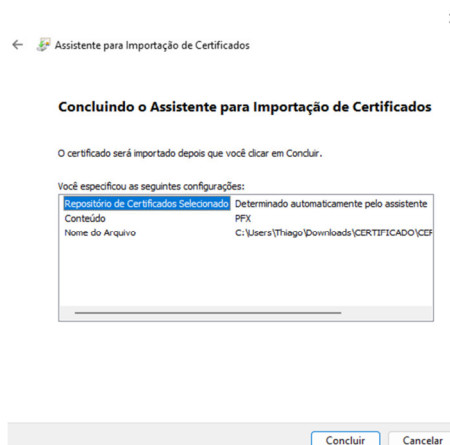 Assistente para Importação de Certificados
Concluindo o Assistente para Importação de Certificados
O certificado será importado depois que você clicar em Concluir.
Você especificou as seguintes configurações:
Repositório de Certificados Selecionado Determinado automaticamente pelo assistente
Conteúdo PFX
Nome do Arquivo C:\Users\Thiago\Downloads\CERTIFICADO\CEF
Concluir Cancelar